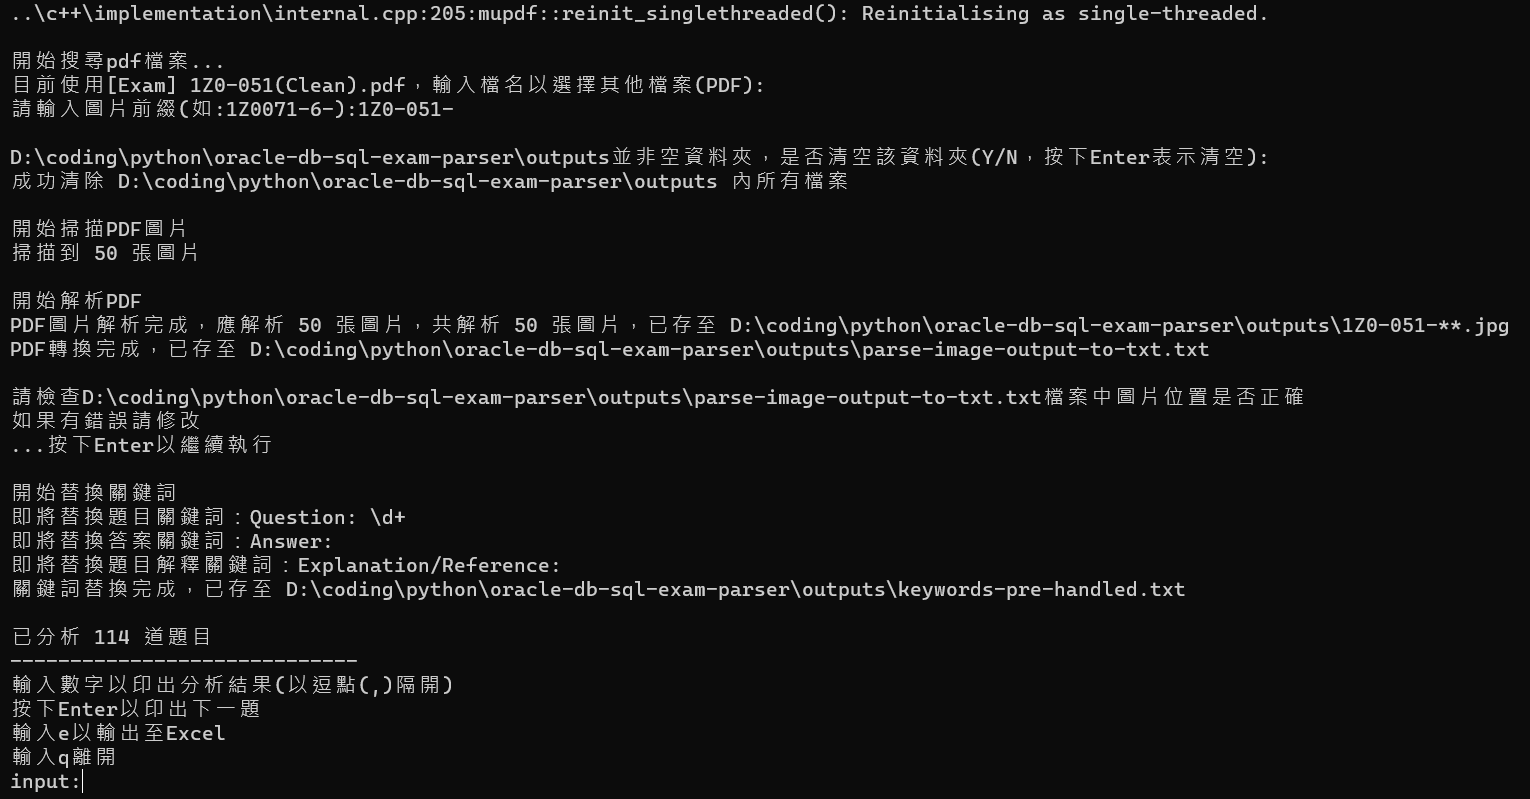 ..\c++\implementation\internal.cpp:205:mupdf::reinit_singlethreaded(): Reinitialising as single-threaded.
開始搜尋pdf檔案...
目前使用[Exam] 1Z0-051(Clean).pdf，輸入檔名以選擇其他檔案(PDF):
請輸入圖片前綴(如:1Z0071-6-):1Z0-051-
D:\coding\python\oracle-db-sql-exam-parser\outputs並非空資料夾，是否清空該資料夾(Y/N，按下Enter表示清空):
成功清除 D:\coding\python\oracle-db-sql-exam-parser\outputs 內所有檔案
開始掃描PDF圖片
掃描到 50 張圖片
開始解析PDF
PDF圖片解析完成，應解析 50 張圖片，共解析 50 張圖片，已存至 D:\coding\python\oracle-db-sql-exam-parser\outputs\1Z0-051-**.jpg
PDF轉換完成，已存至 D:\coding\python\oracle-db-sql-exam-parser\outputs\parse-image-output-to-txt.txt
請檢查D:\coding\python\oracle-db-sql-exam-parser\outputs\parse-image-output-to-txt.txt檔案中圖片位置是否正確
如果有錯誤請修改
...按下Enter以繼續執行
開始替換關鍵詞
即將替換題目關鍵詞：Question: \d+
即將替換答案關鍵詞：Answer:
即將替換題目解釋關鍵詞：Explanation/Reference:
關鍵詞替換完成，已存至 D:\coding\python\oracle-db-sql-exam-parser\outputs\keywords-pre-handled.txt
已分析 114 道題目
-----------------------------
輸入數字以印出分析結果(以逗點(,)隔開)
按下Enter以印出下一題
輸入e以輸出至Excel
輸入q離開
input: